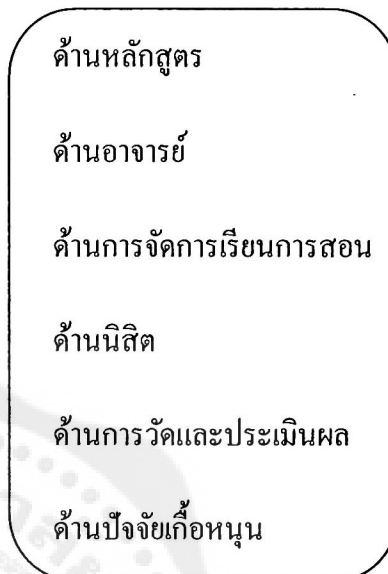 ด้านหลักสูตร
ด้านอาจารย์
ด้านการจัดการเรียนการสอน
ด้านนิสิต
ด้านการวัดและประเมินผล
ด้านปัจจัยเกื้อหนุน